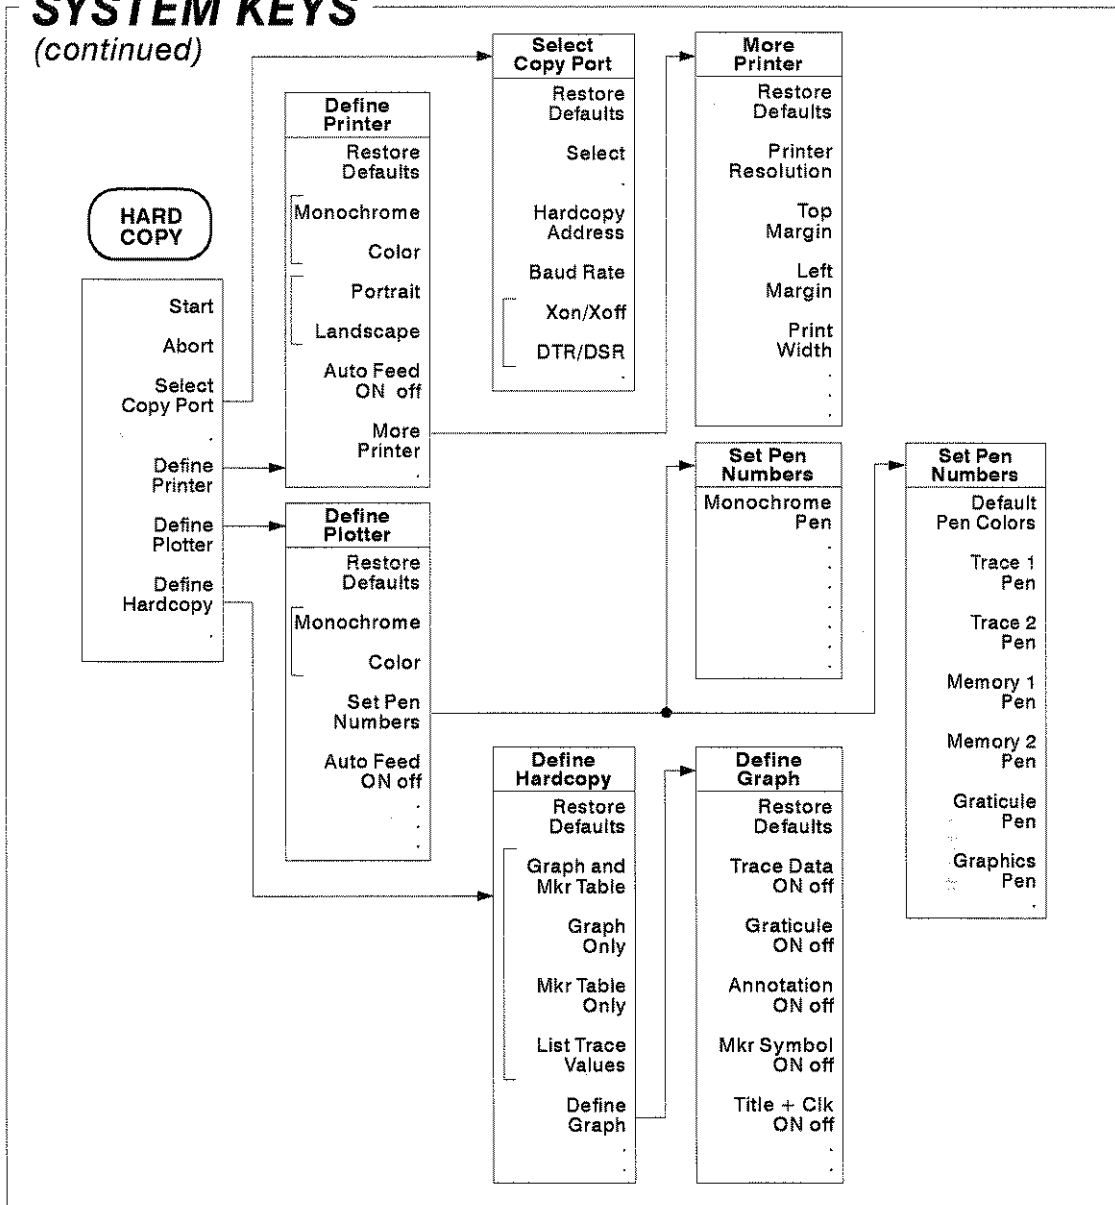 SYSTEM KEYS
(continued)
HARD
COPY
Start
Abort
Select
Copy Port
.
Define
Printer
Define
Plotter
Define
Hardcopy
.
Define
Printer
Restore
Defaults
Monochrome
Color
Portrait
Landscape
Auto Feed
ON off
More
Printer
.
Define
Plotter
Restore
Defaults
Monochrome
Color
Set Pen
Numbers
Auto Feed
ON off
.
.
.
Select
Copy Port
Restore
Defaults
Select
.
Hardcopy
Address
Baud Rate
Xon/Xoff
DTR/DSR
.
More
Printer
Restore
Defaults
Printer
Resolution
Top
Margin
Left
Margin
Print
Width
.
.
.
Set Pen
Numbers
Monochrome
Pen
.
.
.
.
.
.
.
Set Pen
Numbers
Default
Pen Colors
Trace 1
Pen
Trace 2
Pen
Memory 1
Pen
Memory 2
Pen
Graticule
Pen
Graphics
Pen
.
Define
Hardcopy
Restore
Defaults
Graph and
Mkr Table
Graph
Only
Mkr Table
Only
List Trace
Values
Define
Graph
.
.
Define
Graph
Restore
Defaults
Trace Data
ON off
Graticule
ON off
Annotation
ON off
Mkr Symbol
ON off
Title + Clk
ON off
.
.